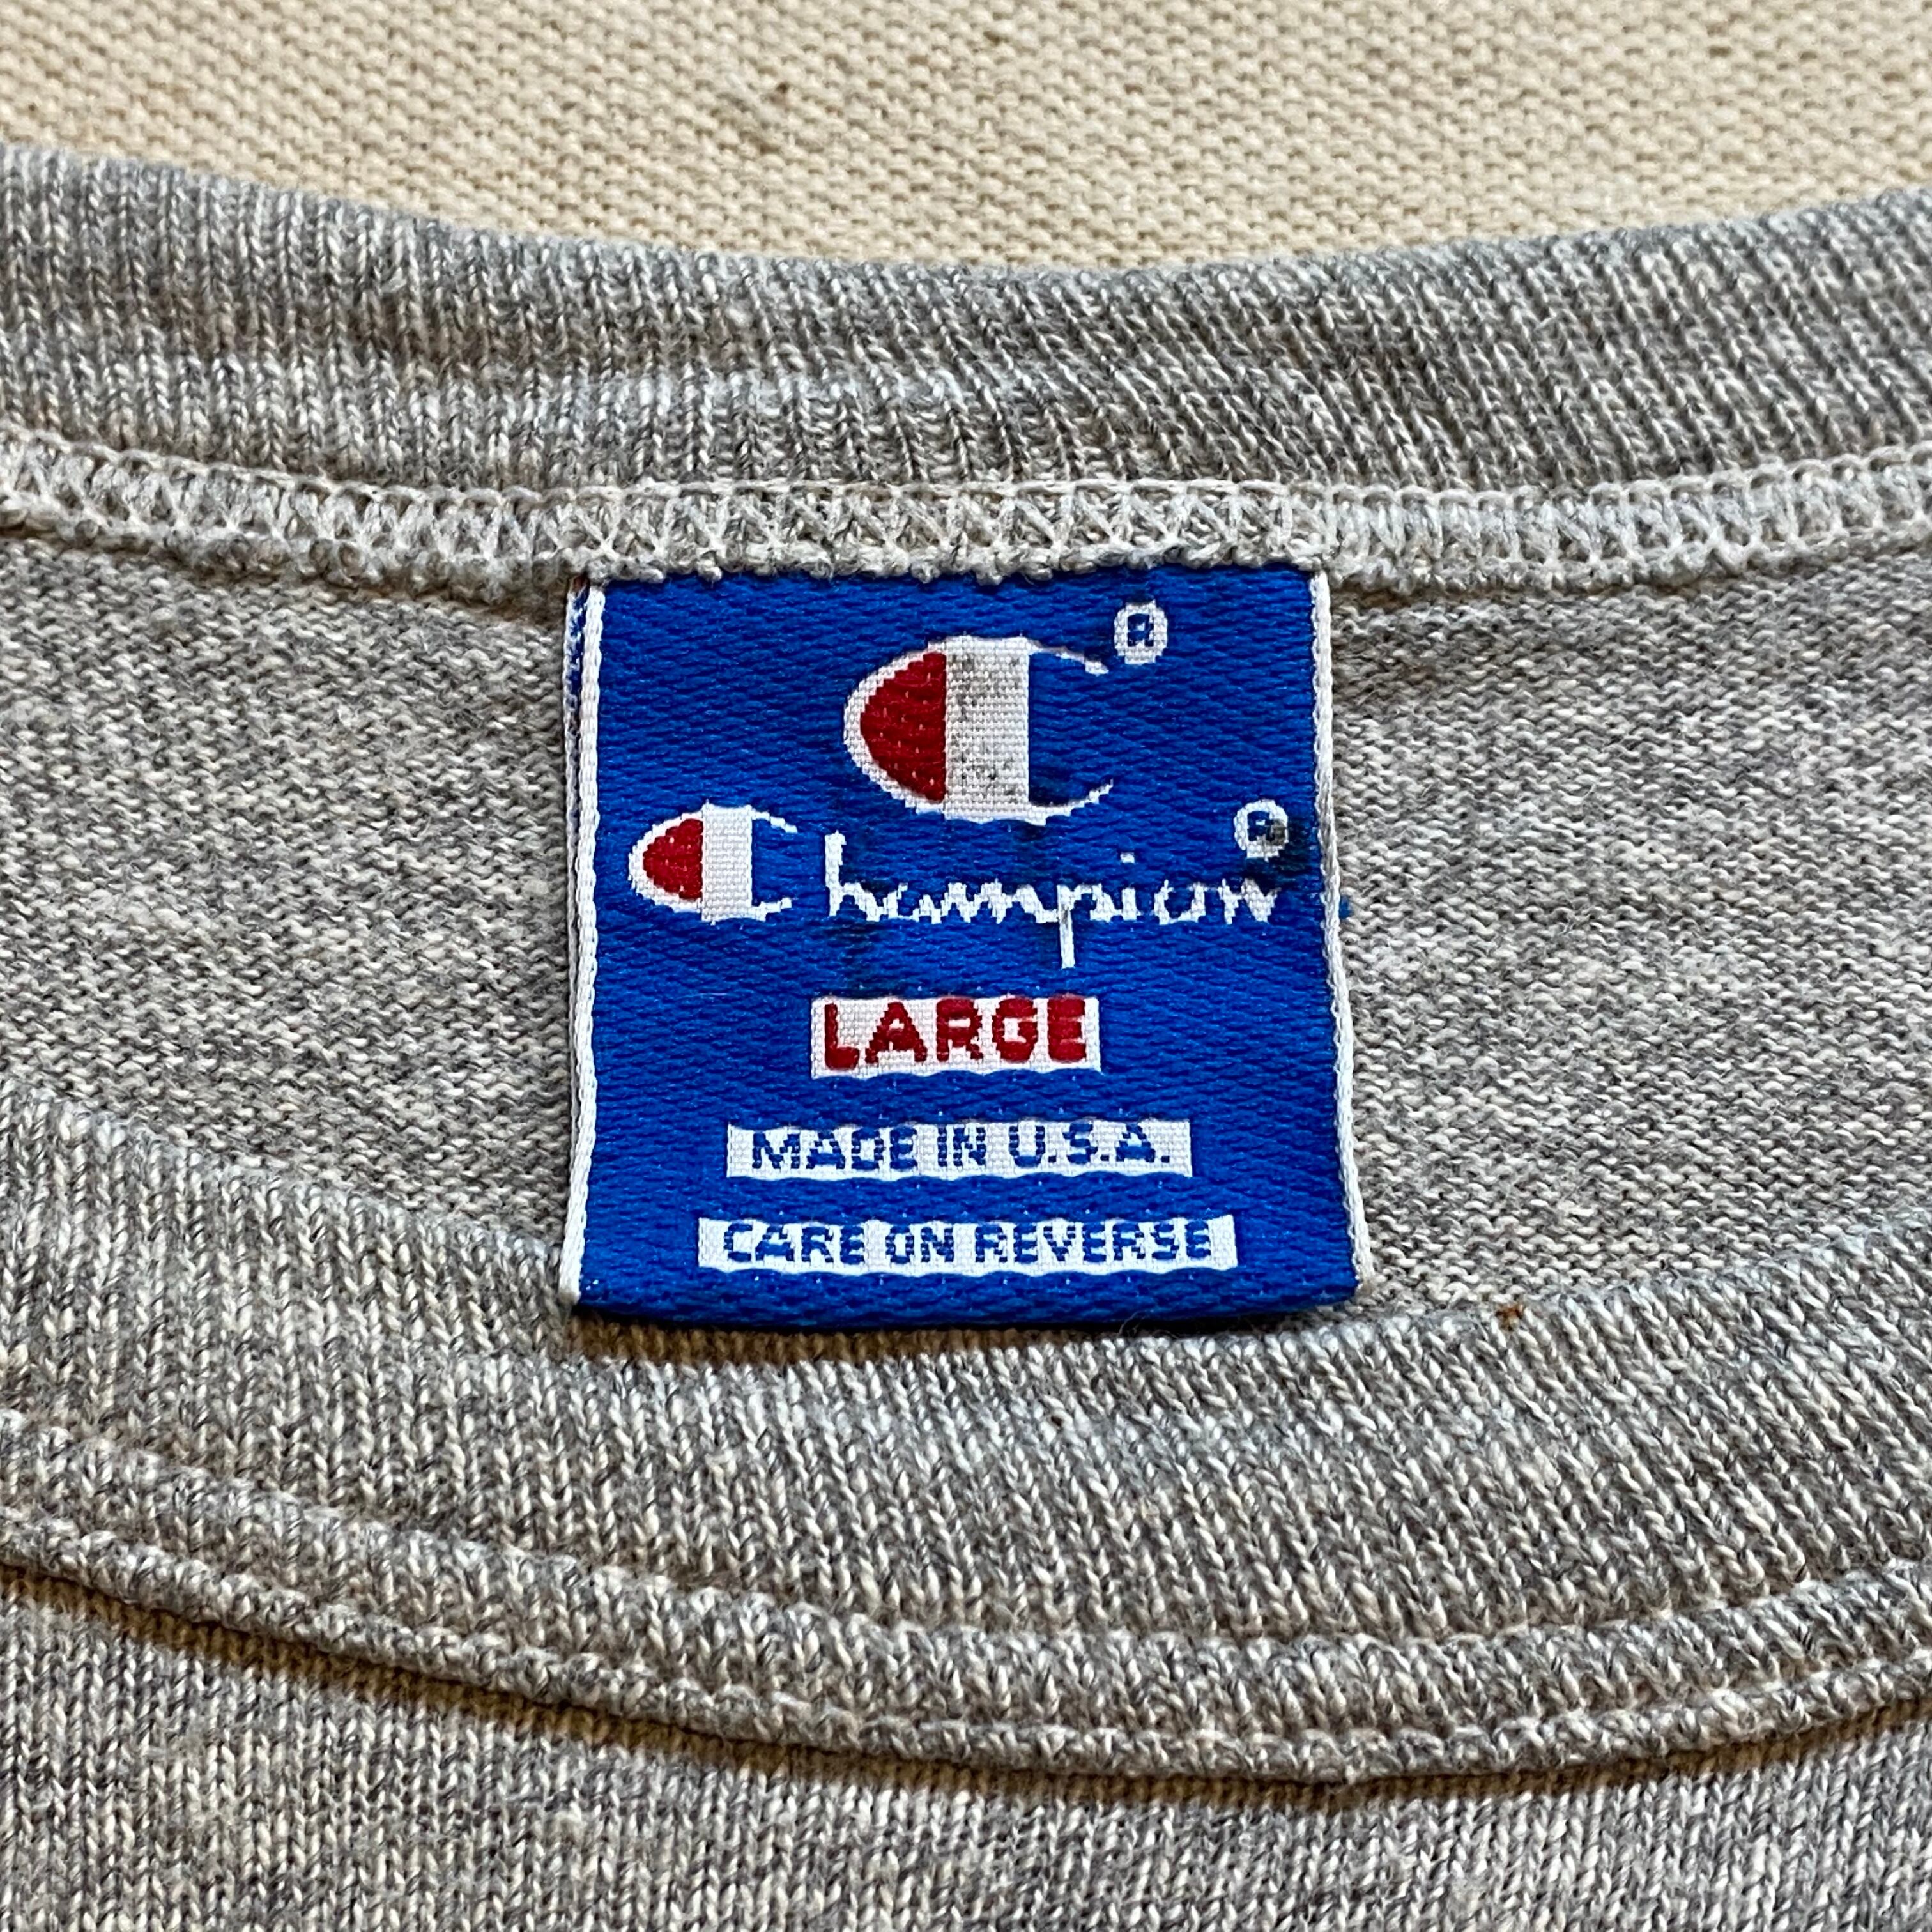 C®
Champion®
LARGE
MADE IN U.S.A.
CARE ON REVERSE